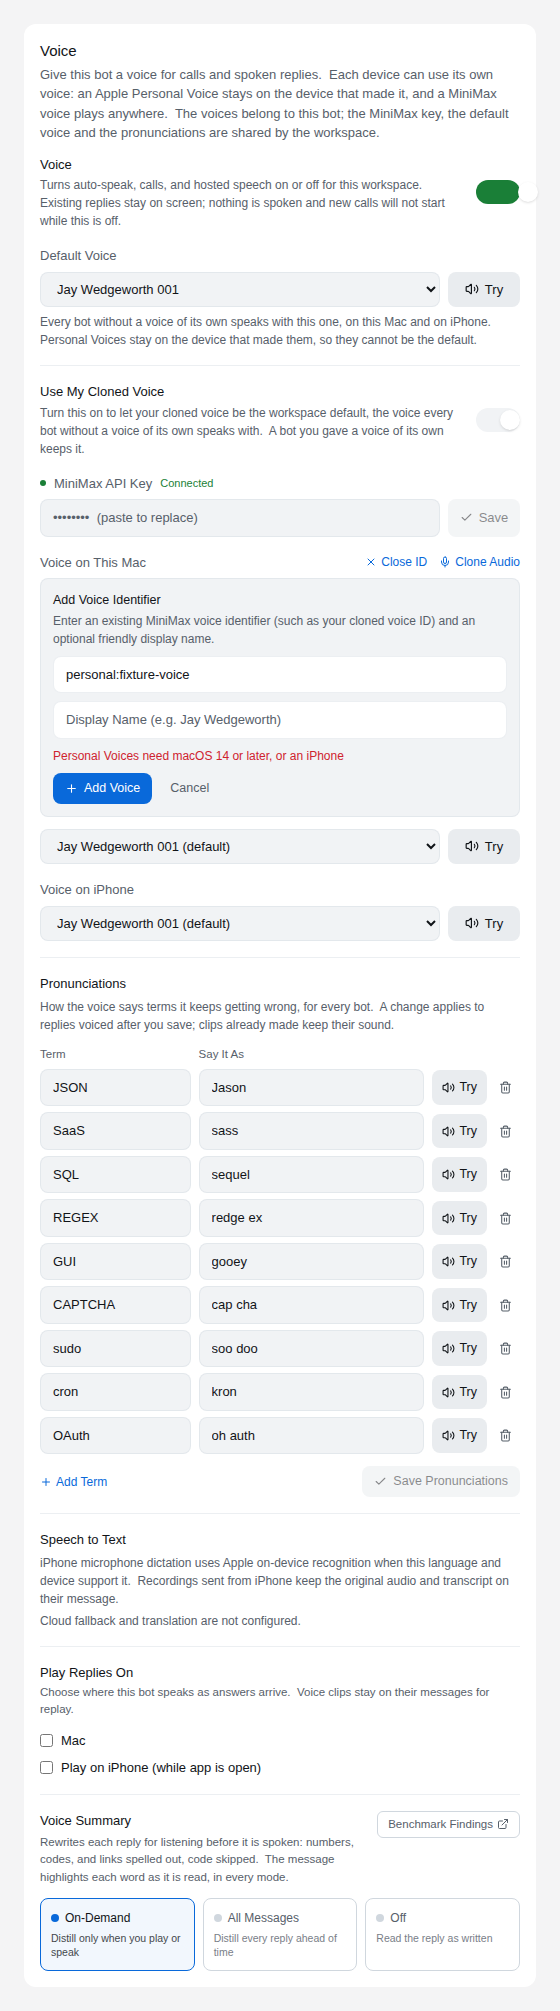 Voice
Give this bot a voice for calls and spoken replies.  Each device can use its own
voice: an Apple Personal Voice stays on the device that made it, and a MiniMax
voice plays anywhere.  The voices belong to this bot; the MiniMax key, the default
voice and the pronunciations are shared by the workspace.
Voice
Turns auto-speak, calls, and hosted speech on or off for this workspace.
Existing replies stay on screen; nothing is spoken and new calls will not start
while this is off.
Default Voice
Jay Wedgeworth 001
Try
Every bot without a voice of its own speaks with this one, on this Mac and on iPhone.
Personal Voices stay on the device that made them, so they cannot be the default.
Use My Cloned Voice
Turn this on to let your cloned voice be the workspace default, the voice every
bot without a voice of its own speaks with.  A bot you gave a voice of its own
keeps it.
MiniMax API Key Connected
•••••••• (paste to replace)
Save
Voice on This Mac
Close ID
Clone Audio
Add Voice Identifier
Enter an existing MiniMax voice identifier (such as your cloned voice ID) and an
optional friendly display name.
personal:fixture-voice
Display Name (e.g. Jay Wedgeworth)
Personal Voices need macOS 14 or later, or an iPhone
Add Voice
Cancel
Jay Wedgeworth 001 (default)
Try
Voice on iPhone
Jay Wedgeworth 001 (default)
Try
Pronunciations
How the voice says terms it keeps getting wrong, for every bot.  A change applies to
replies voiced after you save; clips already made keep their sound.
Term Say It As
JSON Jason Try
SaaS sass Try
SQL sequel Try
REGEX redge ex Try
GUI gooey Try
CAPTCHA cap cha Try
sudo soo doo Try
cron kron Try
OAuth oh auth Try
Add Term
Save Pronunciations
Speech to Text
iPhone microphone dictation uses Apple on-device recognition when this language and
device support it.  Recordings sent from iPhone keep the original audio and transcript on
their message.
Cloud fallback and translation are not configured.
Play Replies On
Choose where this bot speaks as answers arrive.  Voice clips stay on their messages for
replay.
Mac
Play on iPhone (while app is open)
Voice Summary
Benchmark Findings
Rewrites each reply for listening before it is spoken: numbers,
codes, and links spelled out, code skipped.  The message
highlights each word as it is read, in every mode.
On-Demand
Distill only when you play or
speak
All Messages
Distill every reply ahead of
time
Off
Read the reply as written